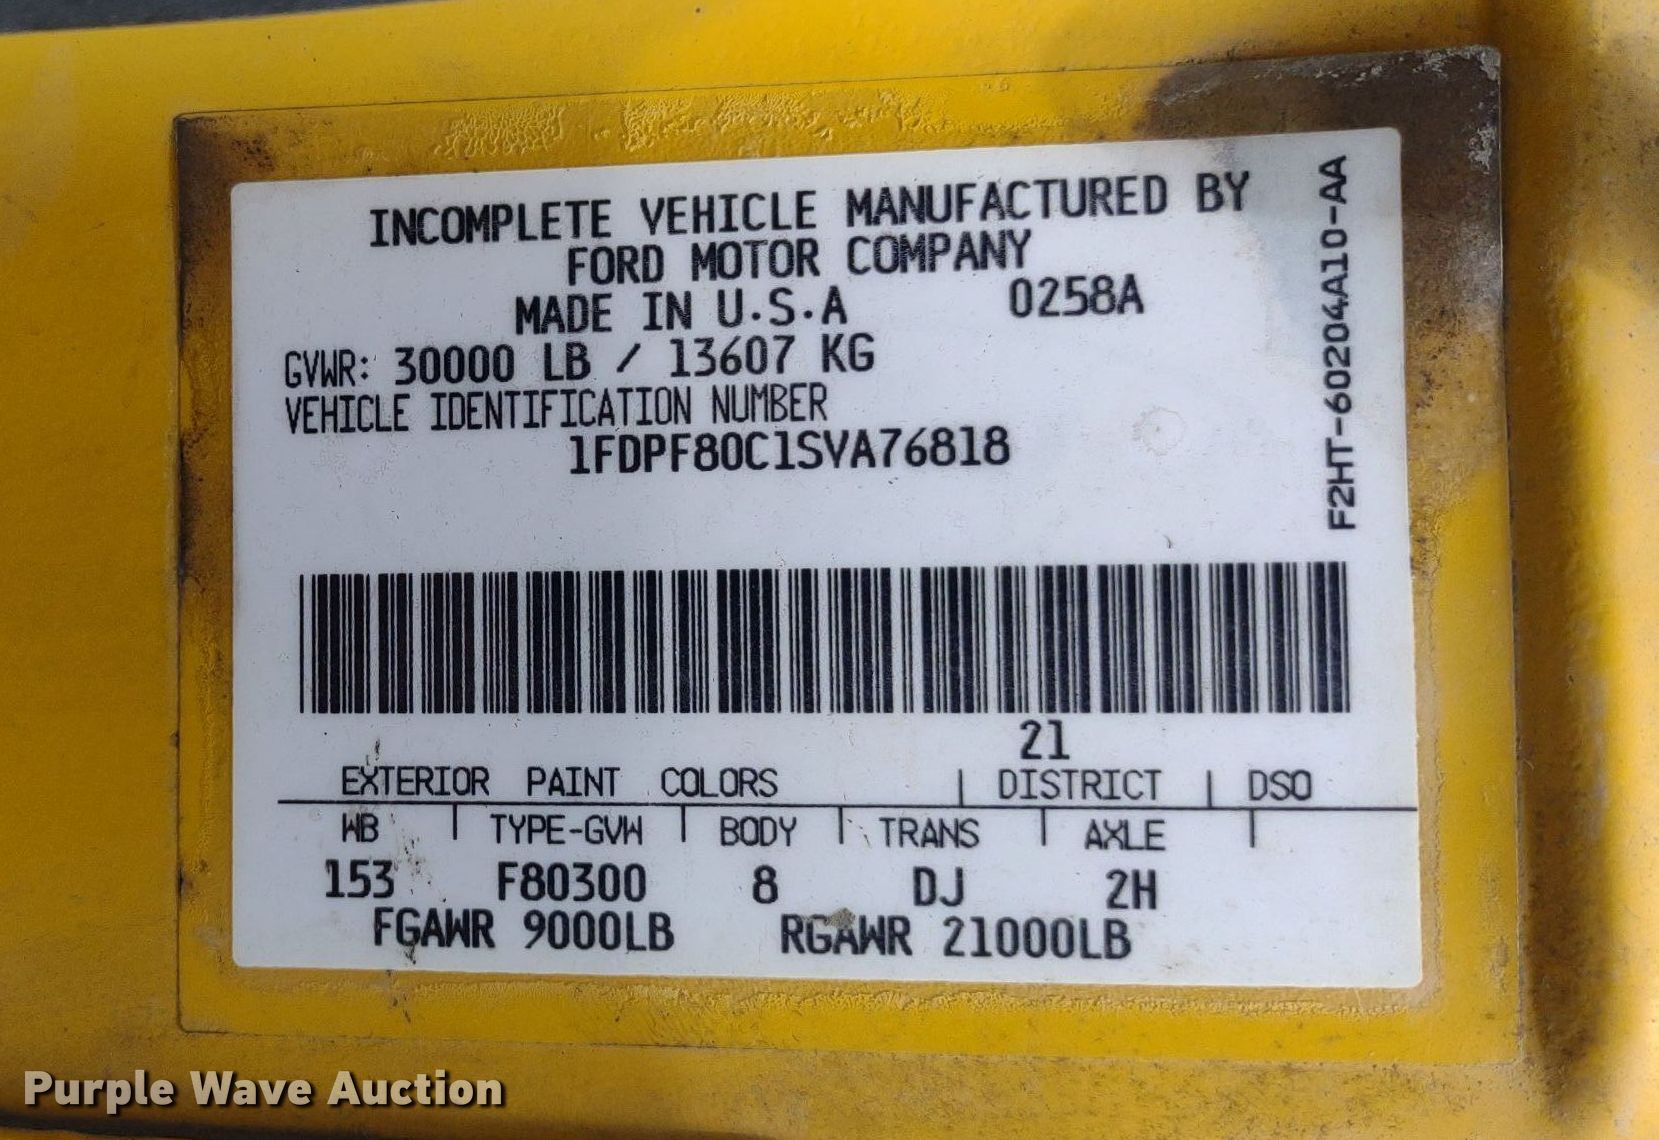 INCOMPLETE VEHICLE MANUFACTURED BY
FORD MOTOR COMPANY
MADE IN U.S.A 0258A
GVWR: 30000 LB / 13607 KG
VEHICLE IDENTIFICATION NUMBER
1FDPF80C1SVA76818
F2HT-60204A10-AA
21
EXTERIOR PAINT COLORS | DISTRICT | DSO
WB | TYPE-GVW | BODY | TRANS | AXLE |
153 F80300 8 DJ 2H
FGAWR 9000LB RGAWR 21000LB
Purple Wave Auction